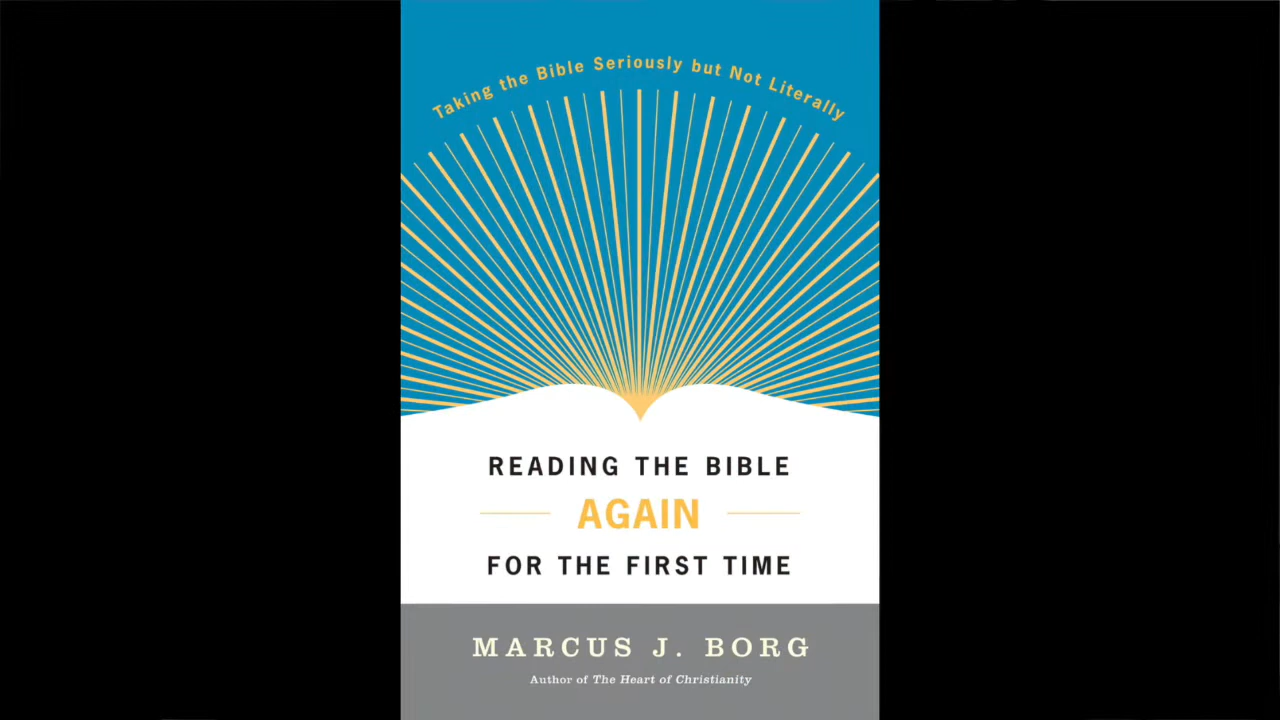 Taking the Bible Seriously but Not Literally
READING THE BIBLE
AGAIN
FOR THE FIRST TIME
MARCUS J. BORG
Author of The Heart of Christianity